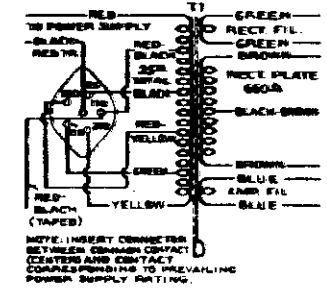 T1
RED
TO POWER SUPPLY
BLACK
RED TR.
RED-
BLACK
BLACK
RED-
YELLOW
GREEN
YELLOW
RED-
BLACK
(TAPED)
GREEN
RECT. FIL.
GREEN
BROWN
RECT PLATE
BLACK-BROWN
BROWN
BLUE
AMP. FIL
BLUE
NOTE: INSERT CONNECTOR
BETWEEN COMMON CONTACT
(CENTER) AND CONTACT
CORRESPONDING TO PREVAILING
POWER SUPPLY RATING.